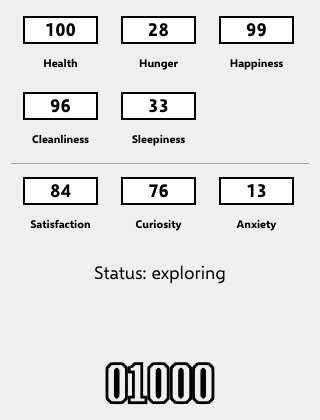 100 28 99
Health Hunger Happiness
96 33
Cleanliness Sleepiness
84 76 13
Satisfaction Curiosity Anxiety
Status: exploring
01000